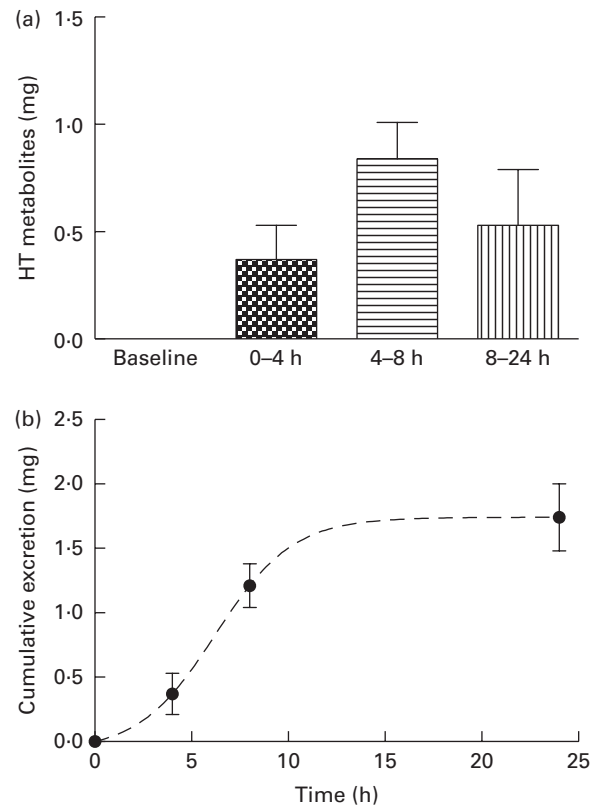 (a)
1·5
1·0
0·5
0·0
HT metabolites (mg)
Baseline 0–4 h 4–8 h 8–24 h
(b)
2·5
2·0
1·5
1·0
0·5
0·0
Cumulative excretion (mg)
0 5 10 15 20 25
Time (h)